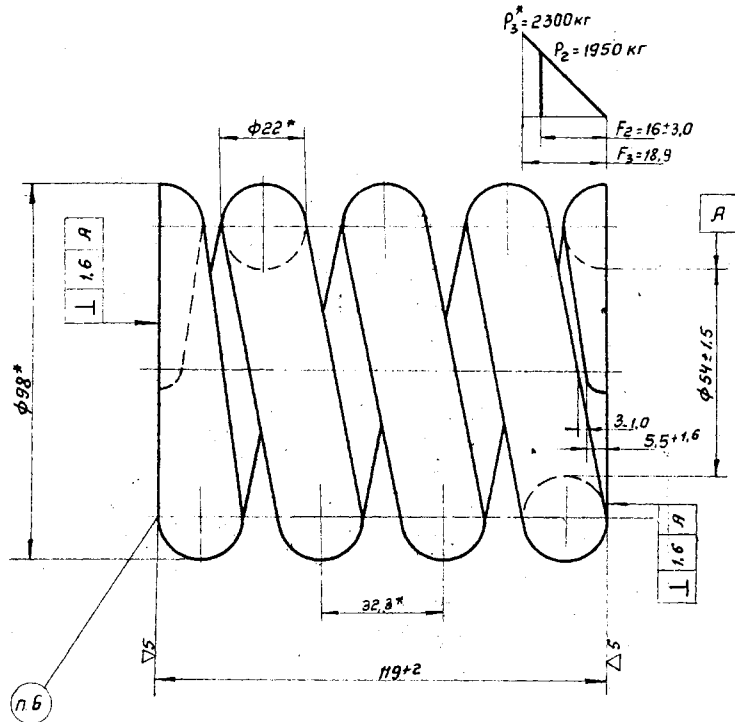 P₃*=2300 кг
P₂=1950 кг
F₂=16±3,0
F₃=18,9
ϕ22*
А
⊥ 1,6 А
ϕ98*
ϕ54±1.5
3-1,0
5,5+1,6
⊥ 1,6 А
32,3*
▽5
▽5
119+2
п.6